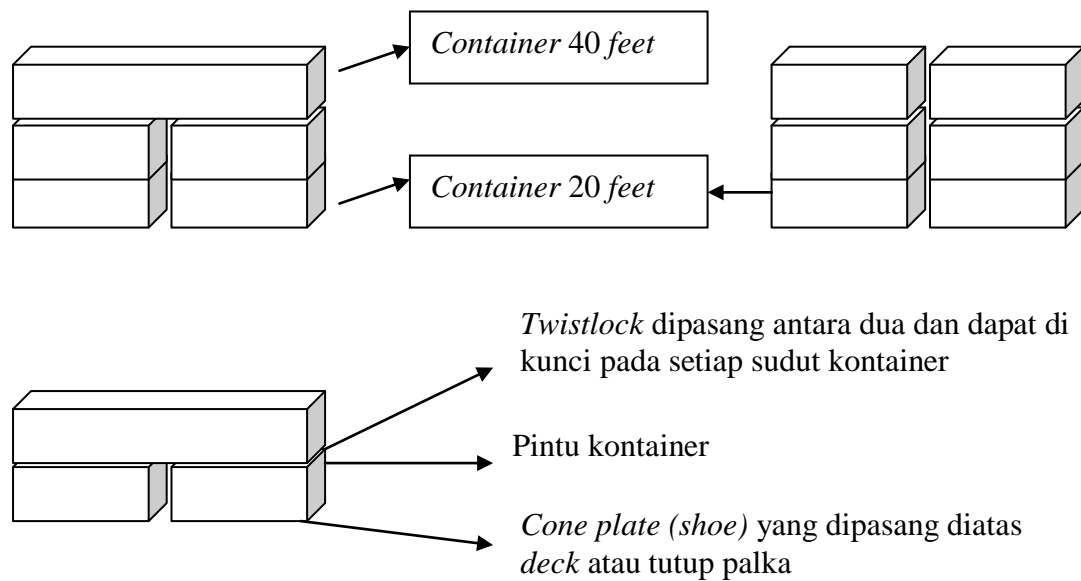 Container 40 feet
Container 20 feet
Twistlock dipasang antara dua dan dapat di
kunci pada setiap sudut kontainer
Pintu kontainer
Cone plate (shoe) yang dipasang diatas
deck atau tutup palka